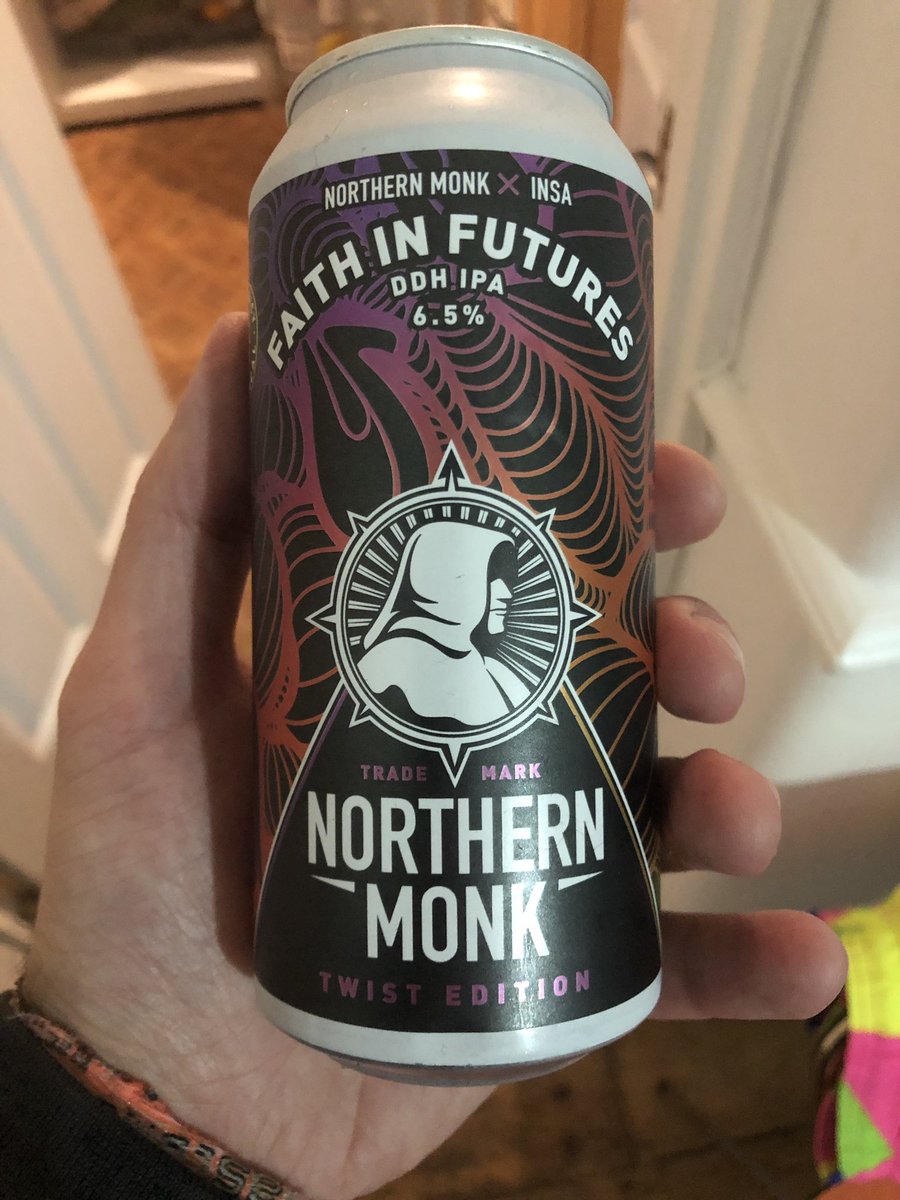 NORTHERN MONK × INSA
FAITH IN FUTURES
DDH IPA
6.5%
TRADE MARK
NORTHERN
MONK
TWIST EDITION